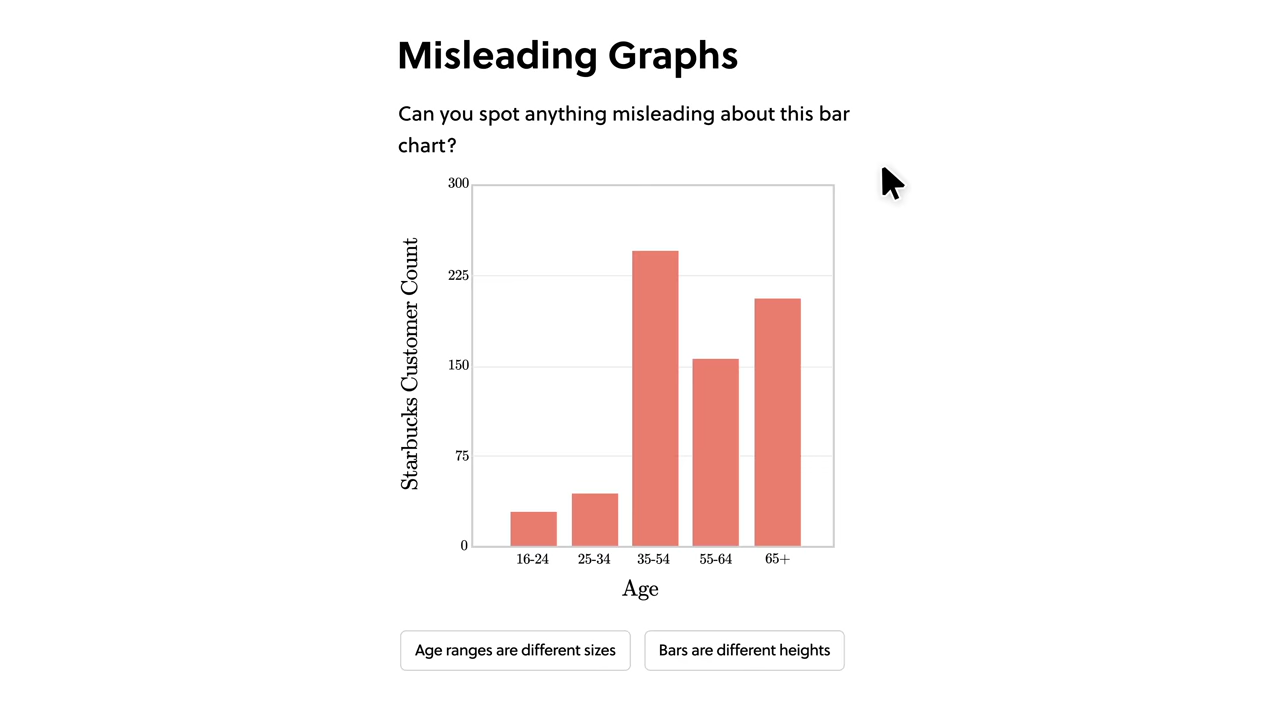 Misleading Graphs
Can you spot anything misleading about this bar
chart?
Starbucks Customer Count
300
225
150
75
0
16-24 25-34 35-54 55-64 65+
Age
Age ranges are different sizes Bars are different heights